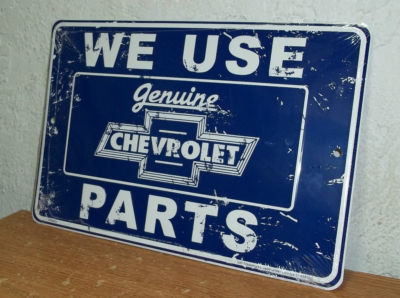 WE USE
Genuine
CHEVROLET
PARTS